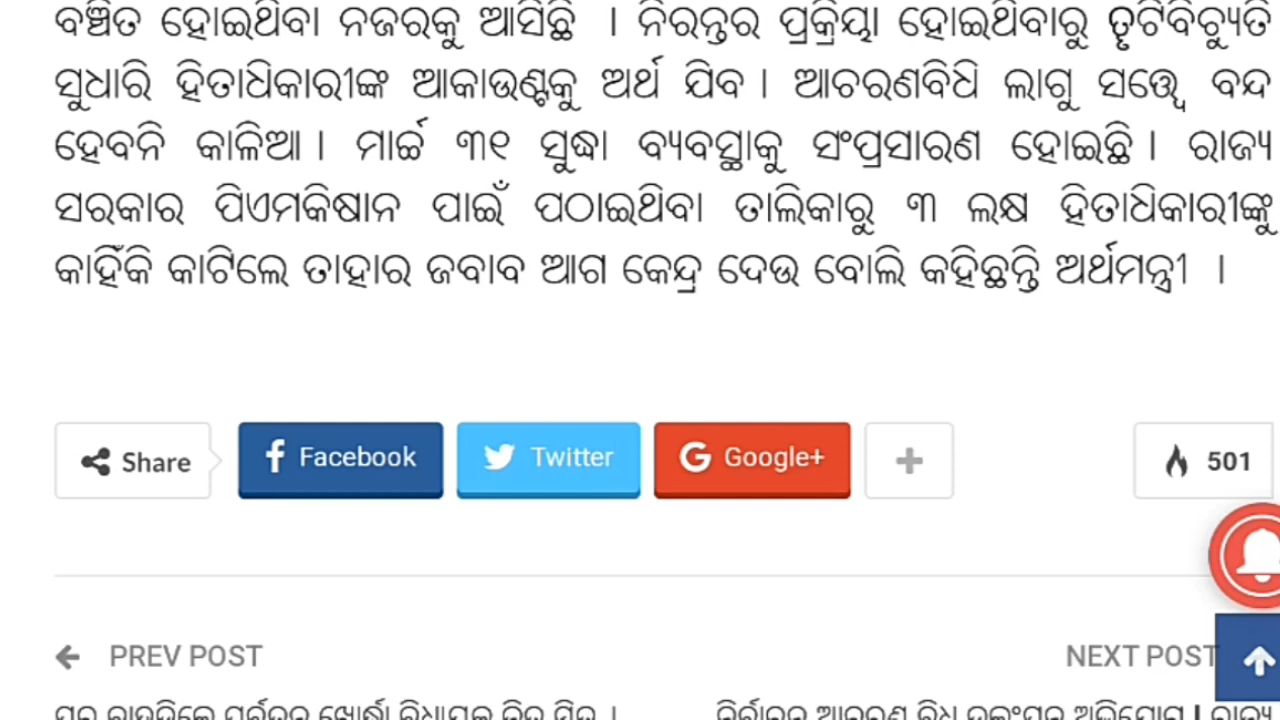 ବଞ୍ଚିତ ହୋଇଥିବା ନଜରକୁ ଆସିଛି । ନିରନ୍ତର ପ୍ରକ୍ରିୟା ହୋଇଥିବାରୁ ତୃଟିବିଚ୍ୟୁତି
ସୁଧାରି ହିତାଧିକାରୀଙ୍କ ଆକାଉଣ୍ଟକୁ ଅର୍ଥ ଯିବ। ଆଚରଣବିଧି ଲାଗୁ ସତ୍ତ୍ୱେ ବନ୍ଦ
ହେବନି କାଳିଆ। ମାର୍ଚ୍ଚ ୩୧ ସୁଦ୍ଧା ବ୍ୟବସ୍ଥାକୁ ସଂପ୍ରସାରଣ ହୋଇଛି। ରାଜ୍ୟ
ସରକାର ପିଏମକିଷାନ ପାଇଁ ପଠାଇଥିବା ତାଲିକାରୁ ୩ ଲକ୍ଷ ହିତାଧିକାରୀଙ୍କୁ
କାହିଁକି କାଟିଲେ ତାହାର ଜବାବ ଆଗ କେନ୍ଦ୍ର ଦେଉ ବୋଲି କହିଛନ୍ତି ଅର୍ଥମନ୍ତ୍ରୀ ।
Share Facebook Twitter Google+ 501
PREV POST NEXT POST